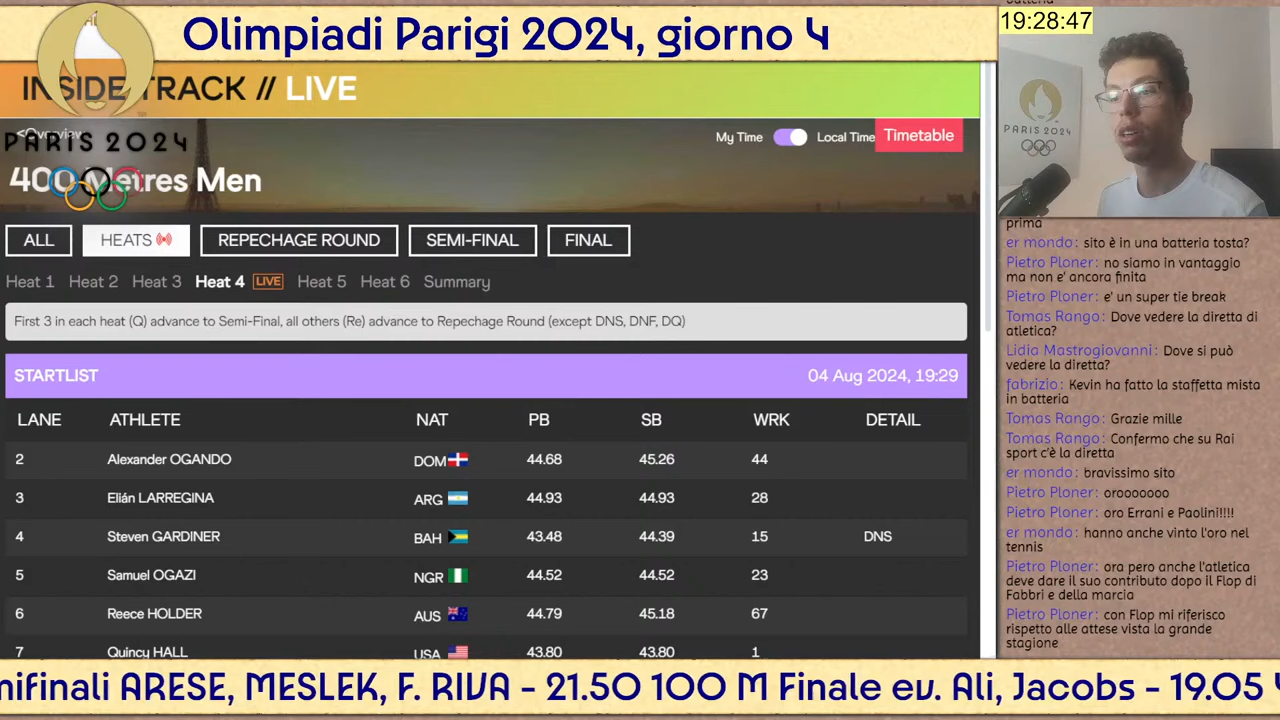 Olimpiadi Parigi 2024, giorno 4
19:28:47
INSIDE TRACK // LIVE
<Overview
PARIS 2024
My Time
Local Time
Timetable
400 Metres Men
ALL
HEATS
REPECHAGE ROUND
SEMI-FINAL
FINAL
Heat 1 Heat 2 Heat 3 Heat 4 LIVE Heat 5 Heat 6 Summary
First 3 in each heat (Q) advance to Semi-Final, all others (Re) advance to Repechage Round (except DNS, DNF, DQ)
STARTLIST 04 Aug 2024, 19:29
LANE ATHLETE NAT PB SB WRK DETAIL
2 Alexander OGANDO DOM 44.68 45.26 44
3 Elián LARREGINA ARG 44.93 44.93 28
4 Steven GARDINER BAH 43.48 44.39 15 DNS
5 Samuel OGAZI NGR 44.52 44.52 23
6 Reece HOLDER AUS 44.79 45.18 67
7 Quincy HALL USA 43.80 43.80 1
PARIS 2024
prima
er mondo: sito è in una batteria tosta?
Pietro Ploner: no siamo in vantaggio
ma non e' ancora finita
Pietro Ploner: e' un super tie break
Tomas Rango: Dove vedere la diretta di
atletica?
Lidia Mastrogiovanni: Dove si può
vedere la diretta?
fabrizio: Kevin ha fatto la staffetta mista
in batteria
Tomas Rango: Grazie mille
Tomas Rango: Confermo che su Rai
sport c'è la diretta
er mondo: bravissimo sito
Pietro Ploner: orooooooo
Pietro Ploner: oro Errani e Paolini!!!!
er mondo: hanno anche vinto l'oro nel
tennis
Pietro Ploner: ora pero anche l'atletica
deve dare il suo contributo dopo il Flop di
Fabbri e della marcia
Pietro Ploner: con Flop mi riferisco
rispetto alle attese vista la grande
stagione
mifinali ARESE, MESLEK, F. RIVA - 21.50 100 M Finale ev. Ali, Jacobs - 19.05